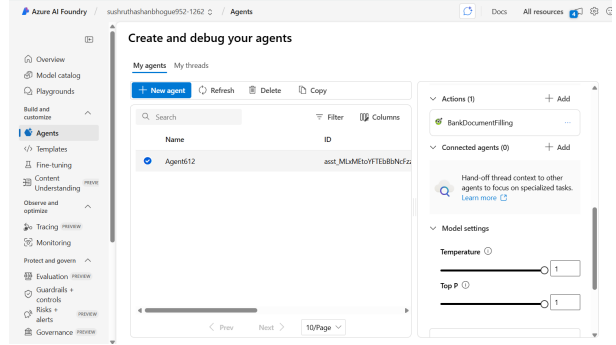 Azure AI Foundry / sushruthashanbhogue952-1262 / Agents
Docs All resources 4
Create and debug your agents
My agents My threads
New agent Refresh Delete Copy
Search Filter Columns
Name ID
Agent612 asst_MLxMEtoYFTEbBbNcFz
Prev Next 10/Page
Overview
Model catalog
Playgrounds
Build and
customize
Agents
Templates
Fine-tuning
Content
Understanding PREVIE
Observe and
optimize
Tracing PREVIEW
Monitoring
Protect and govern
Evaluation PREVIEW
Guardrails +
controls
Risks +
alerts PREVIEW
Governance PREVIEW
Actions (1) Add
BankDocumentFilling ...
Connected agents (0) Add
Hand-off thread context to other
agents to focus on specialized tasks.
Learn more
Model settings
Temperature
1
Top P
1